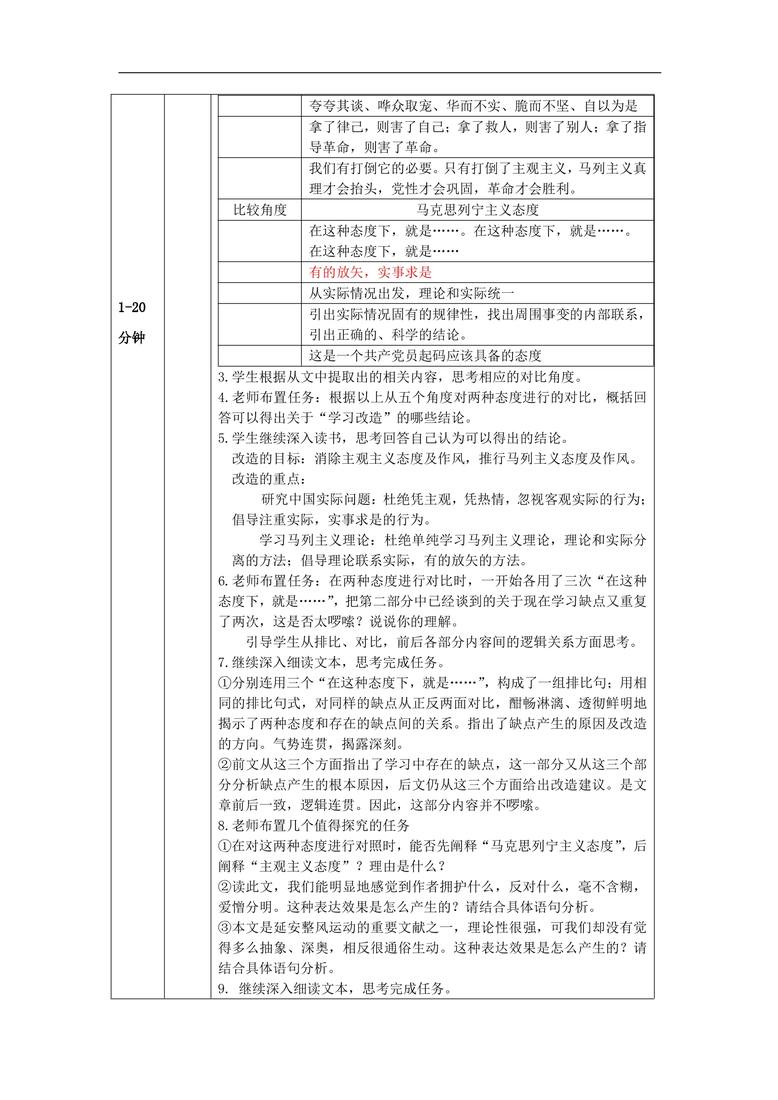 夸夸其谈、哗众取宠、华而不实、脆而不坚、自以为是
拿了律己，则害了自己；拿了救人，则害了别人；拿了指
导革命，则害了革命。
我们有打倒它的必要。只有打倒了主观主义，马列主义真
理才会抬头，党性才会巩固，革命才会胜利。
比较角度 马克思列宁主义态度
在这种态度下，就是……。在这种态度下，就是……。
在这种态度下，就是……
有的放矢，实事求是
从实际情况出发，理论和实际统一
引出实际情况固有的规律性，找出周围事变的内部联系，
引出正确的、科学的结论。
这是一个共产党员起码应该具备的态度
1-20
分钟
3.学生根据从文中提取出的相关内容，思考相应的对比角度。
4.老师布置任务：根据以上从五个角度对两种态度进行的对比，概括回
答可以得出关于“学习改造”的哪些结论。
5.学生继续深入读书，思考回答自己认为可以得出的结论。
改造的目标：消除主观主义态度及作风，推行马列主义态度及作风。
改造的重点：
研究中国实际问题：杜绝凭主观，凭热情，忽视客观实际的行为；
倡导注重实际，实事求是的行为。
学习马列主义理论：杜绝单纯学习马列主义理论，理论和实际分
离的方法；倡导理论联系实际，有的放矢的方法。
6.老师布置任务：在两种态度进行对比时，一开始各用了三次“在这种
态度下，就是……”，把第二部分中已经谈到的关于现在学习缺点又重复
了两次，这是否太啰嗦？说说你的理解。
引导学生从排比、对比，前后各部分内容间的逻辑关系方面思考。
7.继续深入细读文本，思考完成任务。
①分别连用三个“在这种态度下，就是……”，构成了一组排比句；用相
同的排比句式，对同样的缺点从正反两面对比，酣畅淋漓、透彻鲜明地
揭示了两种态度和存在的缺点间的关系。指出了缺点产生的原因及改造
的方向。气势连贯，揭露深刻。
②前文从这三个方面指出了学习中存在的缺点，这一部分又从这三个部
分分析缺点产生的根本原因，后文仍从这三个方面给出改造建议。是文
章前后一致，逻辑连贯。因此，这部分内容并不啰嗦。
8.老师布置几个值得探究的任务
①在对这两种态度进行对照时，能否先阐释“马克思列宁主义态度”，后
阐释“主观主义态度”？理由是什么？
②读此文，我们能明显地感觉到作者拥护什么，反对什么，毫不含糊，
爱憎分明。这种表达效果是怎么产生的？请结合具体语句分析。
③本文是延安整风运动的重要文献之一，理论性很强，可我们却没有觉
得多么抽象、深奥，相反很通俗生动。这种表达效果是怎么产生的？请
结合具体语句分析。
9. 继续深入细读文本，思考完成任务。